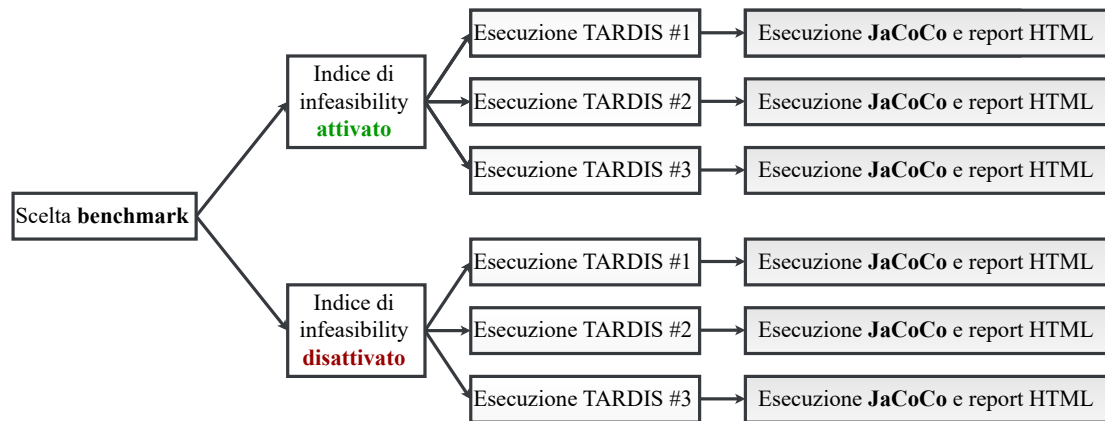 Scelta benchmark
Indice di
infeasibility
attivato
Esecuzione TARDIS #1
Esecuzione JaCoCo e report HTML
Esecuzione TARDIS #2
Esecuzione JaCoCo e report HTML
Esecuzione TARDIS #3
Esecuzione JaCoCo e report HTML
Indice di
infeasibility
disattivato
Esecuzione TARDIS #1
Esecuzione JaCoCo e report HTML
Esecuzione TARDIS #2
Esecuzione JaCoCo e report HTML
Esecuzione TARDIS #3
Esecuzione JaCoCo e report HTML